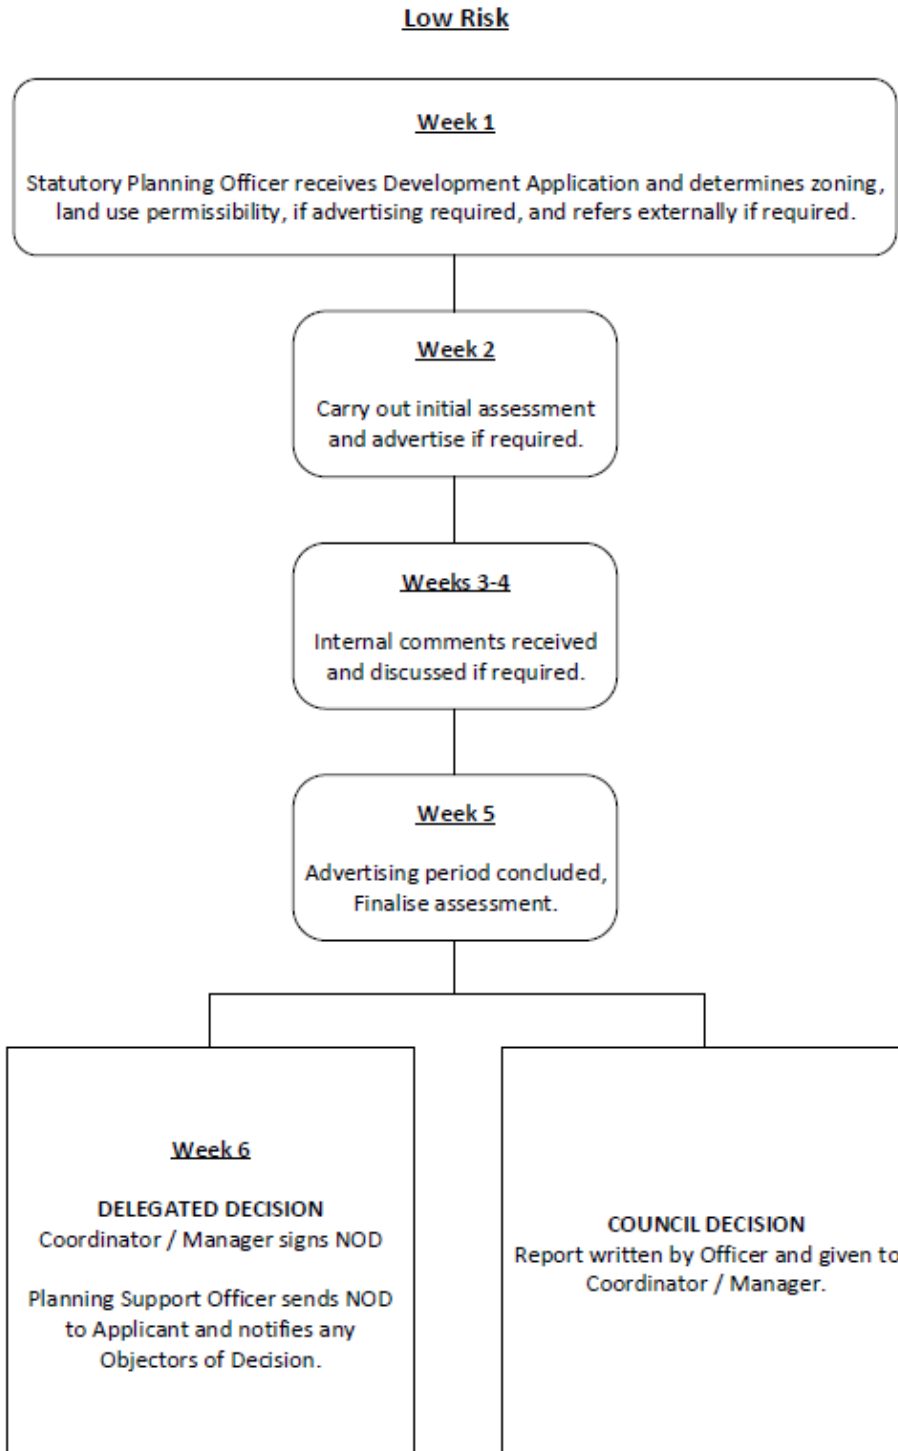 Low Risk
Week 1
Statutory Planning Officer receives Development Application and determines zoning,
land use permissibility, if advertising required, and refers externally if required.
Week 2
Carry out initial assessment
and advertise if required.
Weeks 3-4
Internal comments received
and discussed if required.
Week 5
Advertising period concluded,
Finalise assessment.
Week 6
DELEGATED DECISION
Coordinator / Manager signs NOD
Planning Support Officer sends NOD
to Applicant and notifies any
Objectors of Decision.
COUNCIL DECISION
Report written by Officer and given to
Coordinator / Manager.